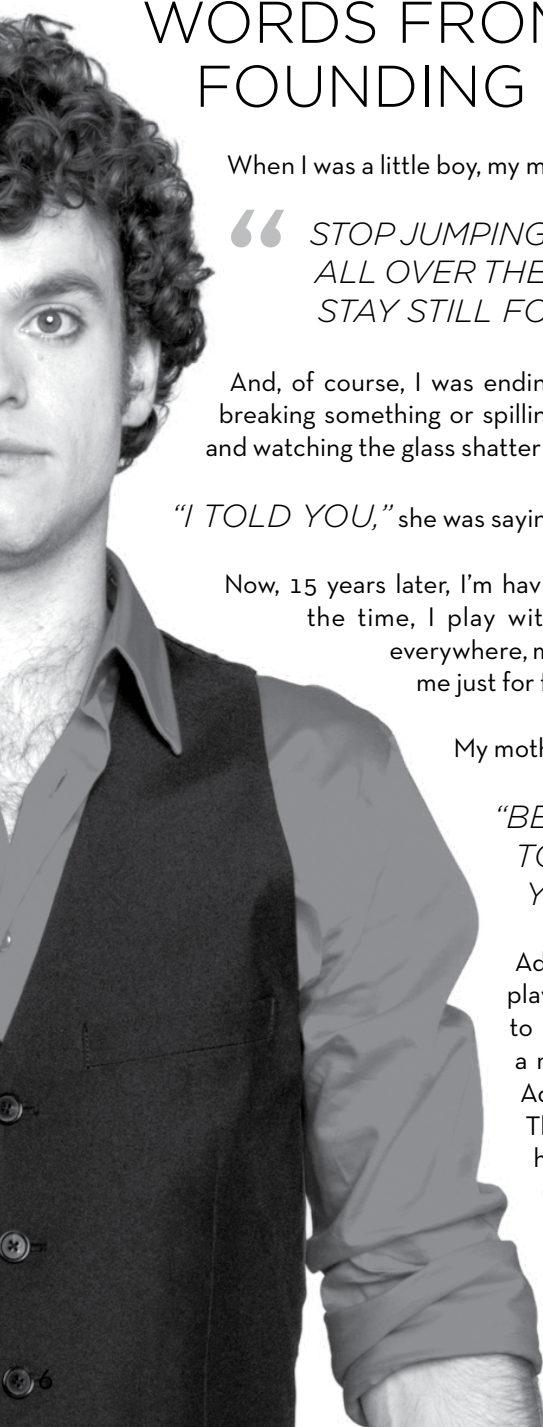 WORDS FROM
FOUNDING
When I was a little boy, my m
“ STOP JUMPING
ALL OVER THE
STAY STILL FO
And, of course, I was endin
breaking something or spillin
and watching the glass shatter
“I TOLD YOU,” she was sayin
Now, 15 years later, I’m hav
the time, I play wit
everywhere, m
me just for f
My moth
“BE
TO
Y
Ad
play
to
a r
Ad
Th
h
6